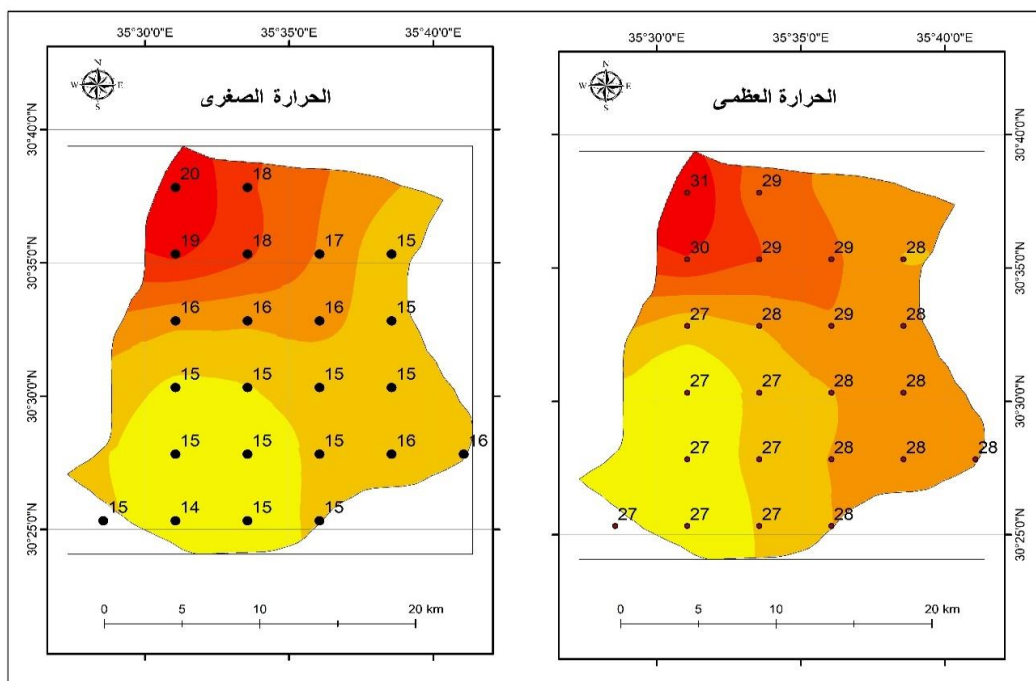 35°30'0"E 35°35'0"E 35°40'0"E
N
W E
S
الحرارة الصغرى
30°40'0"N
30°35'0"N
30°30'0"N
30°25'0"N
20 18
19 18 17 15
16 16 16 15
15 15 15 15
15 15 15 16 16
15 14 15 15
0 5 10 20 km
35°30'0"E 35°35'0"E 35°40'0"E
N
W E
S
الحرارة العظمى
31 29
30 29 29 28
27 28 29 28
27 27 28 28
27 27 28 28 28
27 27 27 28
30°40'0"N
30°35'0"N
30°30'0"N
30°25'0"N
0 5 10 20 km